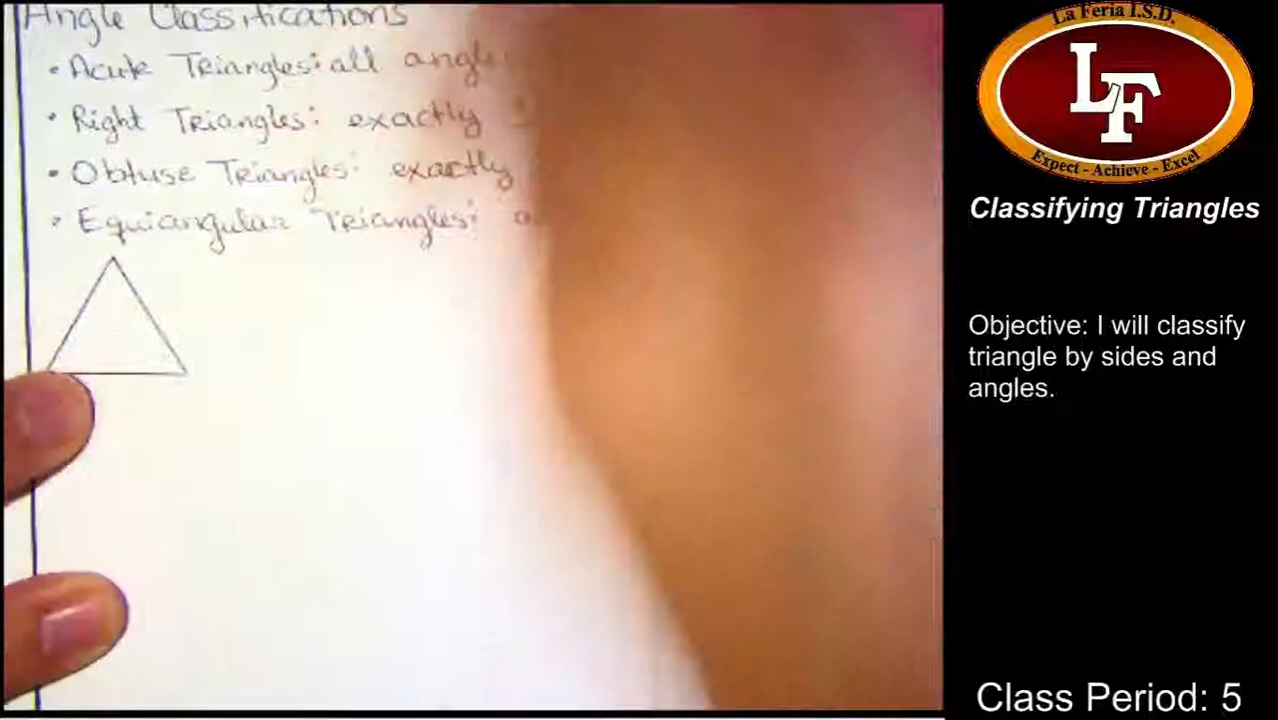 Angle Classifications
• Acute Triangles: all
• Right Triangles: exactly
• Obtuse Triangles: exactly
• Equiangular Triangles:
La Feria I.S.D.
LF
Expect - Achieve - Excel
Classifying Triangles
Objective: I will classify
triangle by sides and
angles.
Class Period: 5